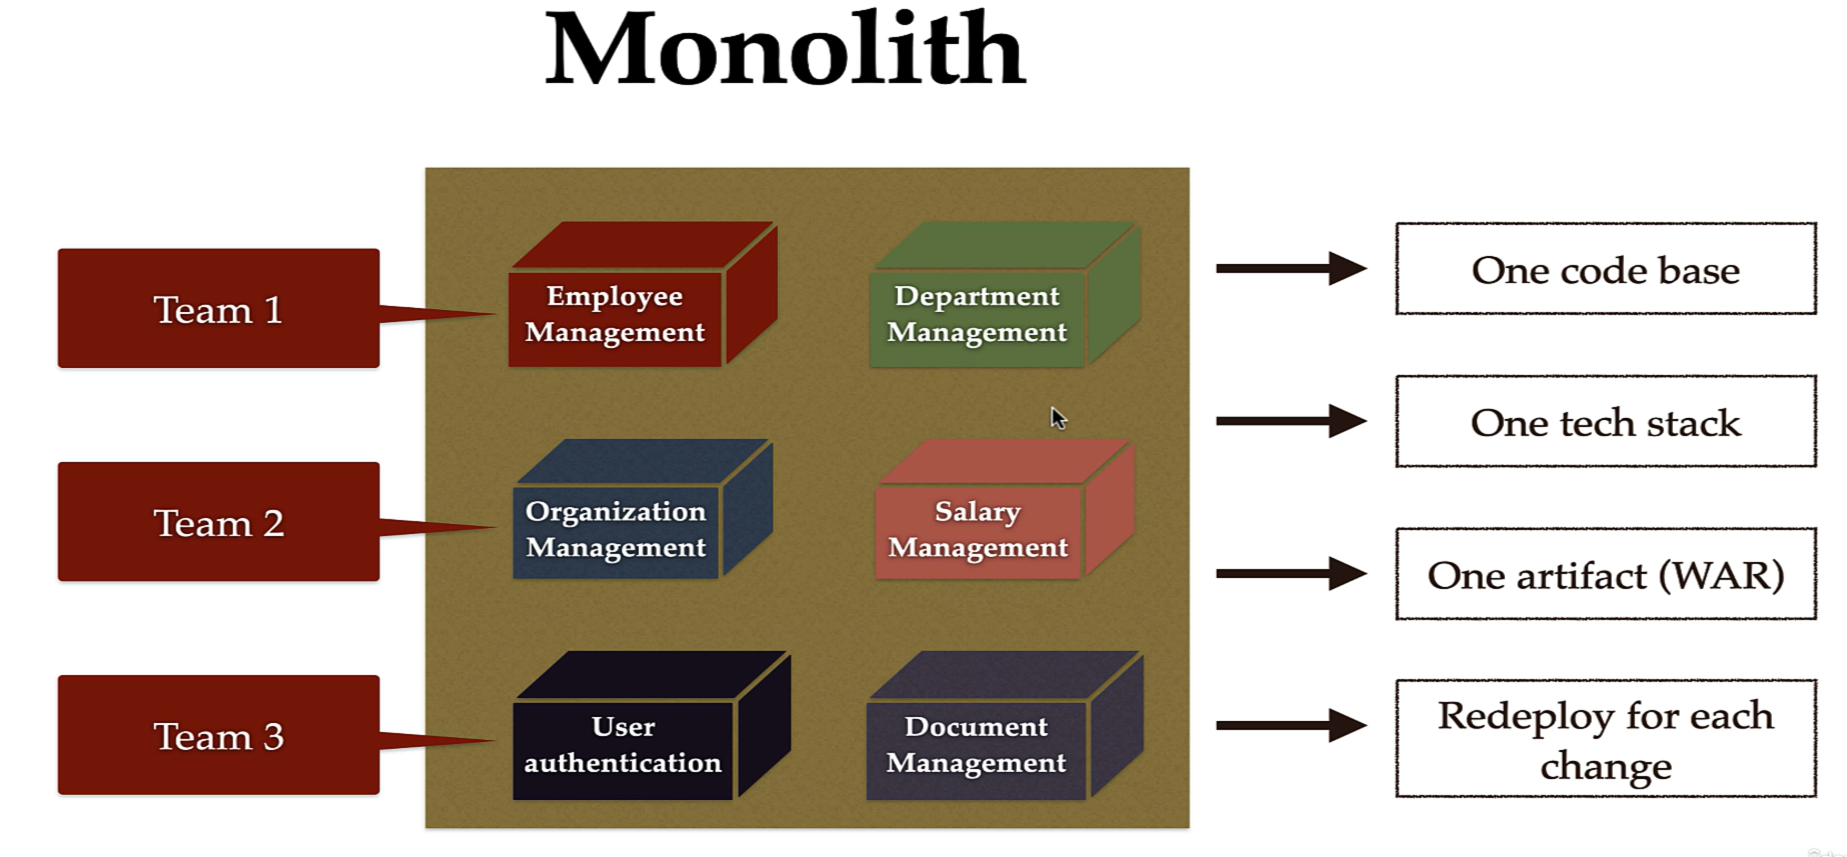 Monolith
Team 1
Employee
Management
Department
Management
One code base
Team 2
Organization
Management
Salary
Management
One tech stack
One artifact (WAR)
Team 3
User
authentication
Document
Management
Redeploy for each
change